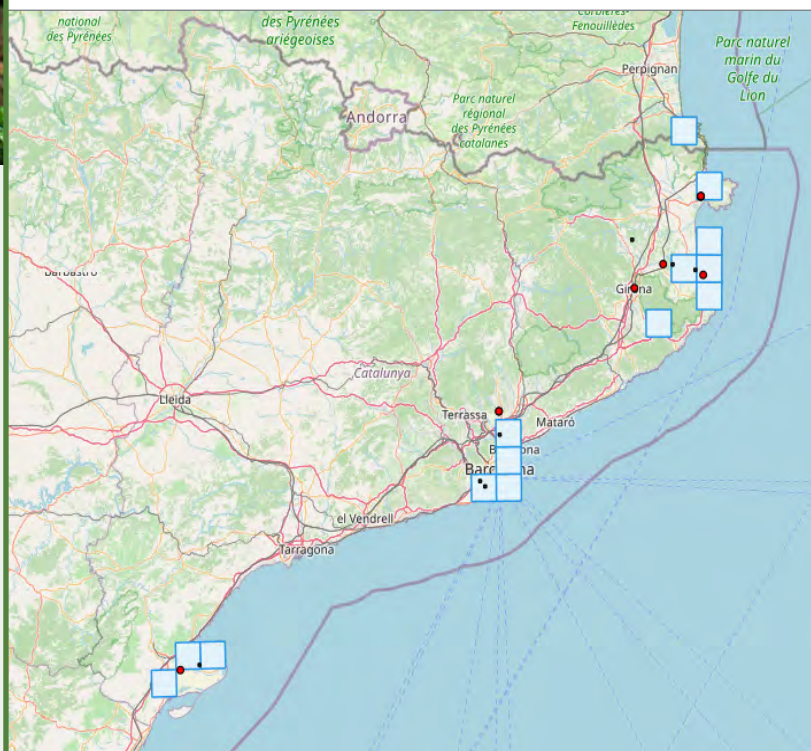 national
des Pyrénées
des Pyrénées
ariégeoises
Corbières-
Fenouillèdes
Parc naturel
marin du
Golfe du
Lion
Perpignan
Parc naturel
régional
des Pyrénées
catalanes
Andorra
Barbastro
Girona
Catalunya
Lleida
Terrassa
Mataró
Barcelona
el Vendrell
Tarragona